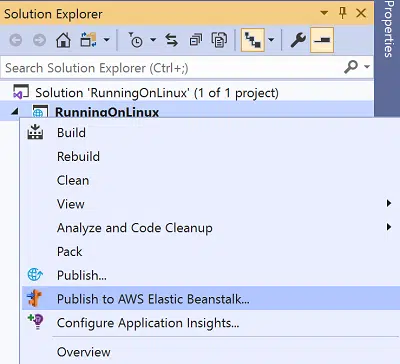 Solution Explorer
Properties
Search Solution Explorer (Ctrl+;)
Solution 'RunningOnLinux' (1 of 1 project)
RunningOnLinux
Build
Rebuild
Clean
View
Analyze and Code Cleanup
Pack
Publish...
Publish to AWS Elastic Beanstalk...
Configure Application Insights...
Overview